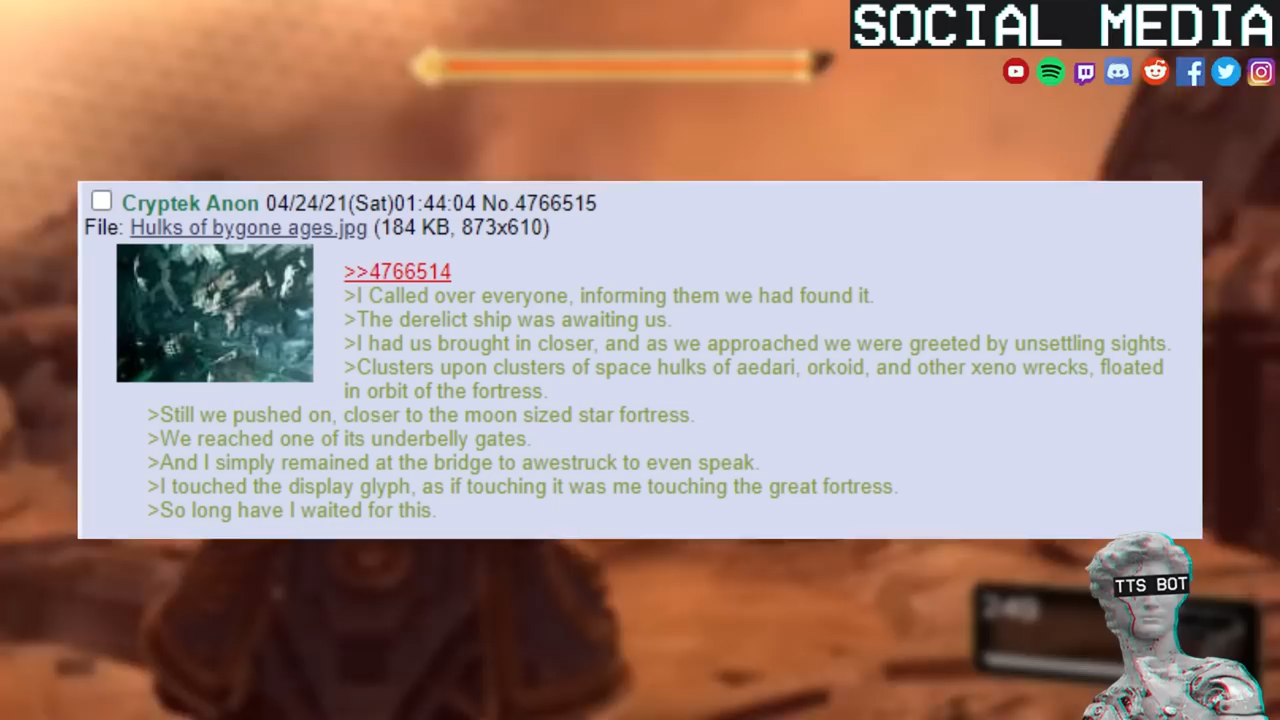 SOCIAL MEDIA
Cryptek Anon 04/24/21(Sat)01:44:04 No.4766515
File: Hulks of bygone ages.jpg (184 KB, 873x610)
>>4766514
>I Called over everyone, informing them we had found it.
>The derelict ship was awaiting us.
>I had us brought in closer, and as we approached we were greeted by unsettling sights.
>Clusters upon clusters of space hulks of aedari, orkoid, and other xeno wrecks, floated
in orbit of the fortress.
>Still we pushed on, closer to the moon sized star fortress.
>We reached one of its underbelly gates.
>And I simply remained at the bridge to awestruck to even speak.
>I touched the display glyph, as if touching it was me touching the great fortress.
>So long have I waited for this.
TTS BOT